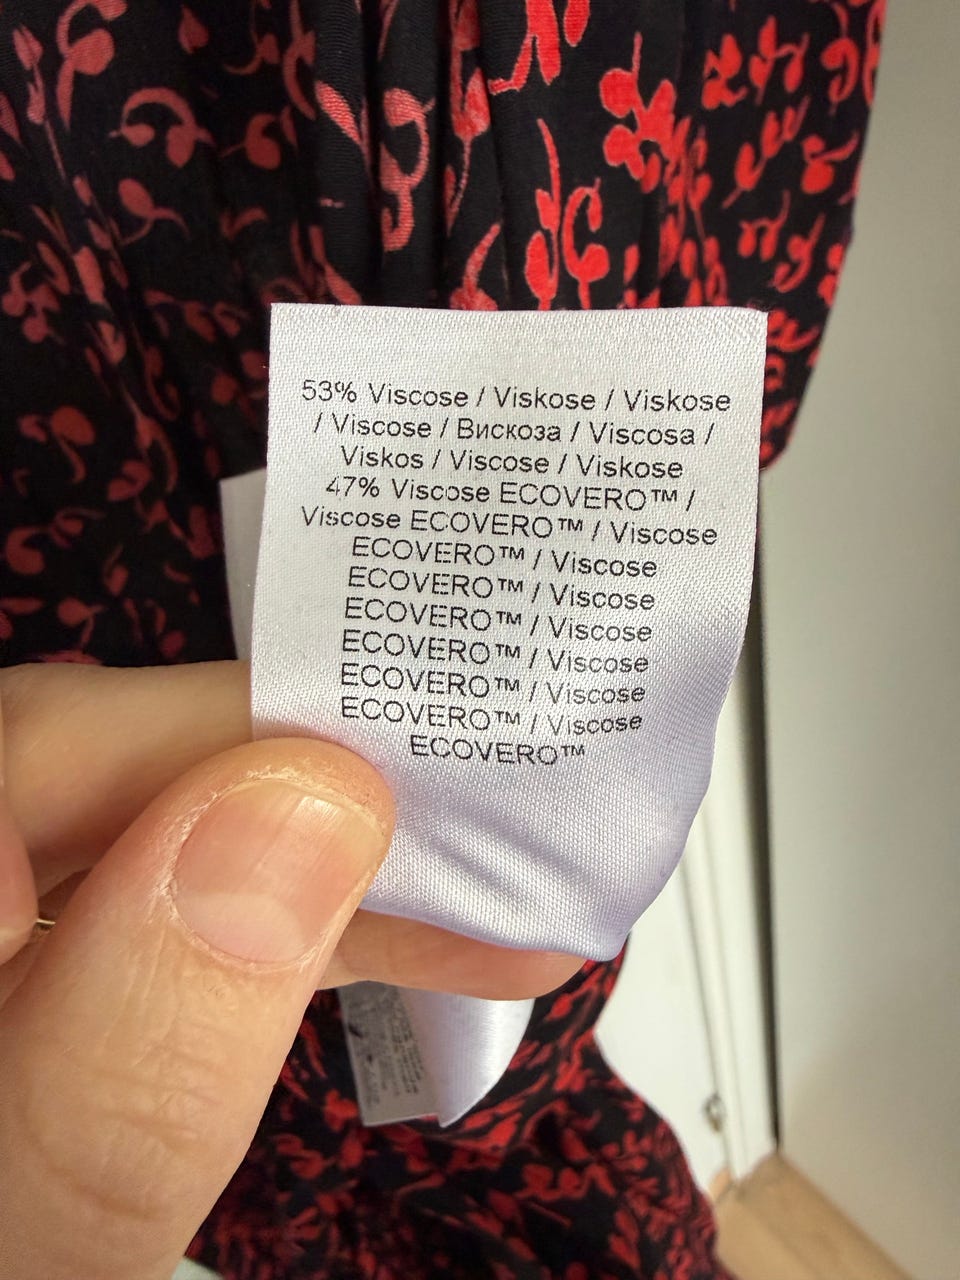 53% Viscose / Viskose / Viskose
/ Viscose / Вискоза / Viscosa /
Viskos / Viscose / Viskose
47% Viscose ECOVERO™ /
Viscose ECOVERO™ / Viscose
ECOVERO™ / Viscose
ECOVERO™ / Viscose
ECOVERO™ / Viscose
ECOVERO™ / Viscose
ECOVERO™ / Viscose
ECOVERO™ / Viscose
ECOVERO™